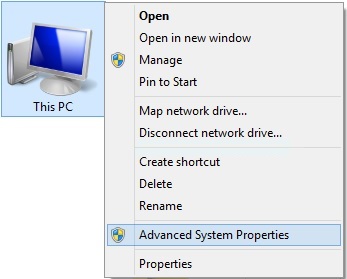 This PC
Open
Open in new window
Manage
Pin to Start
Map network drive...
Disconnect network drive...
Create shortcut
Delete
Rename
Advanced System Properties
Properties